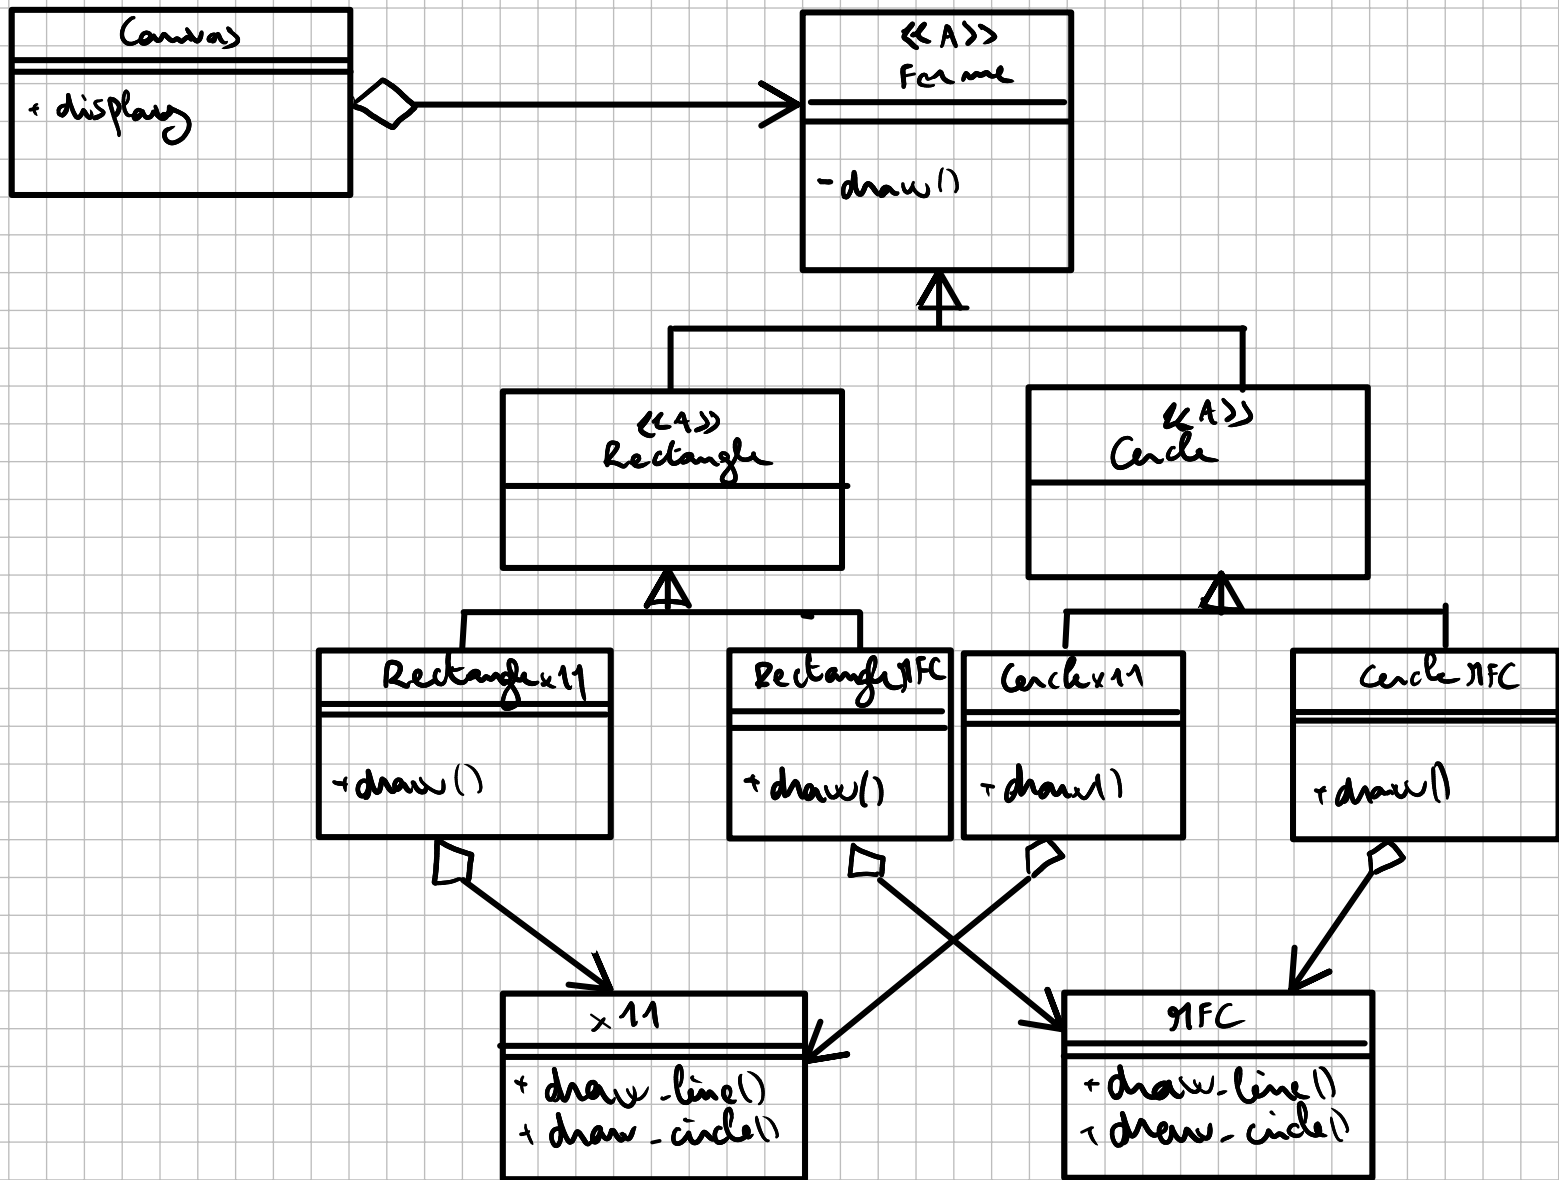 Canvas
+ display
<<A>>
Forme
- draw()
<<A>>
Rectangle
<<A>>
Cercle
Rectanglex11
+ draw()
RectangleMFC
+ draw()
Cerclex11
+ draw()
CercleMFC
+ draw()
x11
+ draw_line()
+ draw_circle()
MFC
+ draw_line()
+ draw_circle()